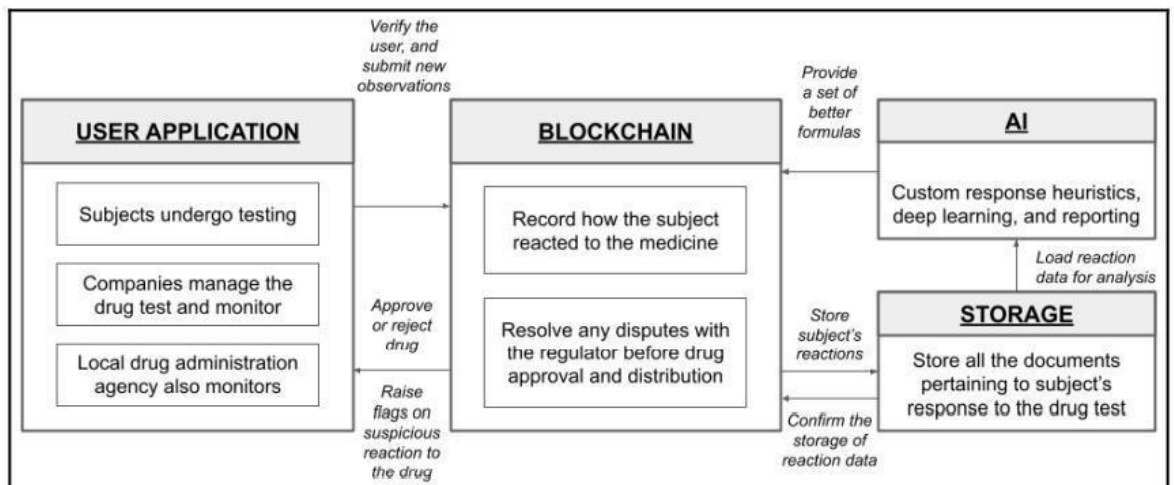 Verify the
user, and
submit new
observations
USER APPLICATION
Subjects undergo testing
Companies manage the
drug test and monitor
Local drug administration
agency also monitors
Approve
or reject
drug
Raise
flags on
suspicious
reaction to
the drug
BLOCKCHAIN
Record how the subject
reacted to the medicine
Resolve any disputes with
the regulator before drug
approval and distribution
Provide
a set of
better
formulas
AI
Custom response heuristics,
deep learning, and reporting
Load reaction
data for analysis
Store
subject's
reactions
Confirm the
storage of
reaction data
STORAGE
Store all the documents
pertaining to subject's
response to the drug test